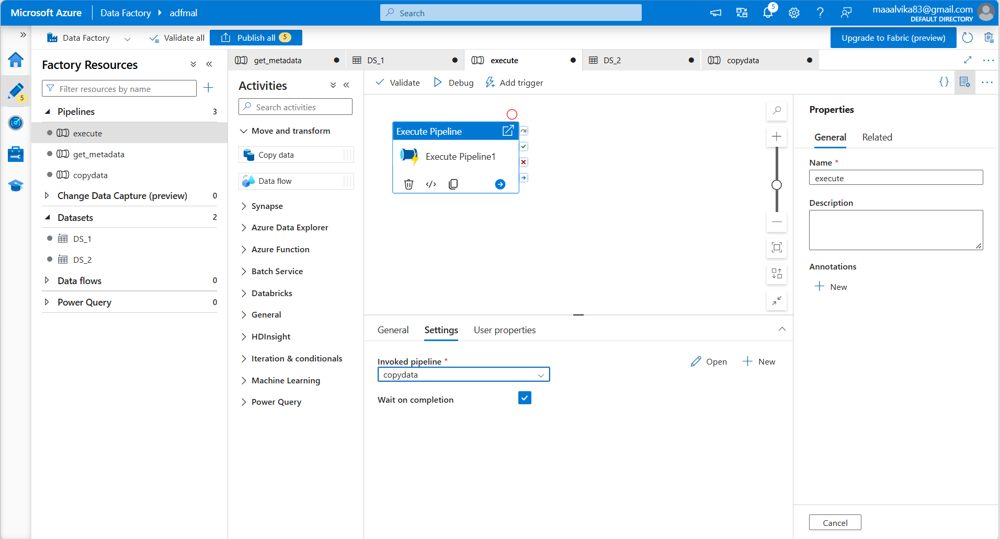 Microsoft Azure
Data Factory
adfmal
Search
5
maaalvika83@gmail.com
DEFAULT DIRECTORY
Data Factory
Validate all
Publish all 5
Upgrade to Fabric (preview)
5
Factory Resources
Filter resources by name
Pipelines 3
execute
get_metadata
copydata
Change Data Capture (preview) 0
Datasets 2
DS_1
DS_2
Data flows 0
Power Query 0
get_metadata
DS_1
execute
DS_2
copydata
Activities
Search activities
Move and transform
Copy data
Data flow
Synapse
Azure Data Explorer
Azure Function
Batch Service
Databricks
General
HDInsight
Iteration & conditionals
Machine Learning
Power Query
Validate
Debug
Add trigger
Execute Pipeline
Execute Pipeline1
General
Settings
User properties
Invoked pipeline *
copydata
Open
New
Wait on completion
Properties
General
Related
Name *
execute
Description
Annotations
New
Cancel